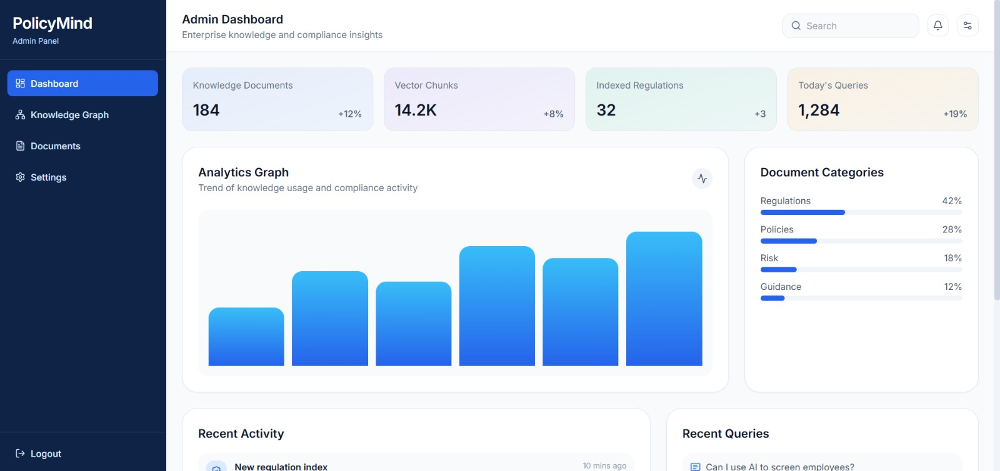 PolicyMind
Admin Panel
Dashboard
Knowledge Graph
Documents
Settings
Logout
Admin Dashboard
Enterprise knowledge and compliance insights
Search
Knowledge Documents
184
+12%
Vector Chunks
14.2K
+8%
Indexed Regulations
32
+3
Today's Queries
1,284
+19%
Analytics Graph
Trend of knowledge usage and compliance activity
Document Categories
Regulations 42%
Policies 28%
Risk 18%
Guidance 12%
Recent Activity
New regulation index 10 mins ago
Recent Queries
Can I use AI to screen employees?